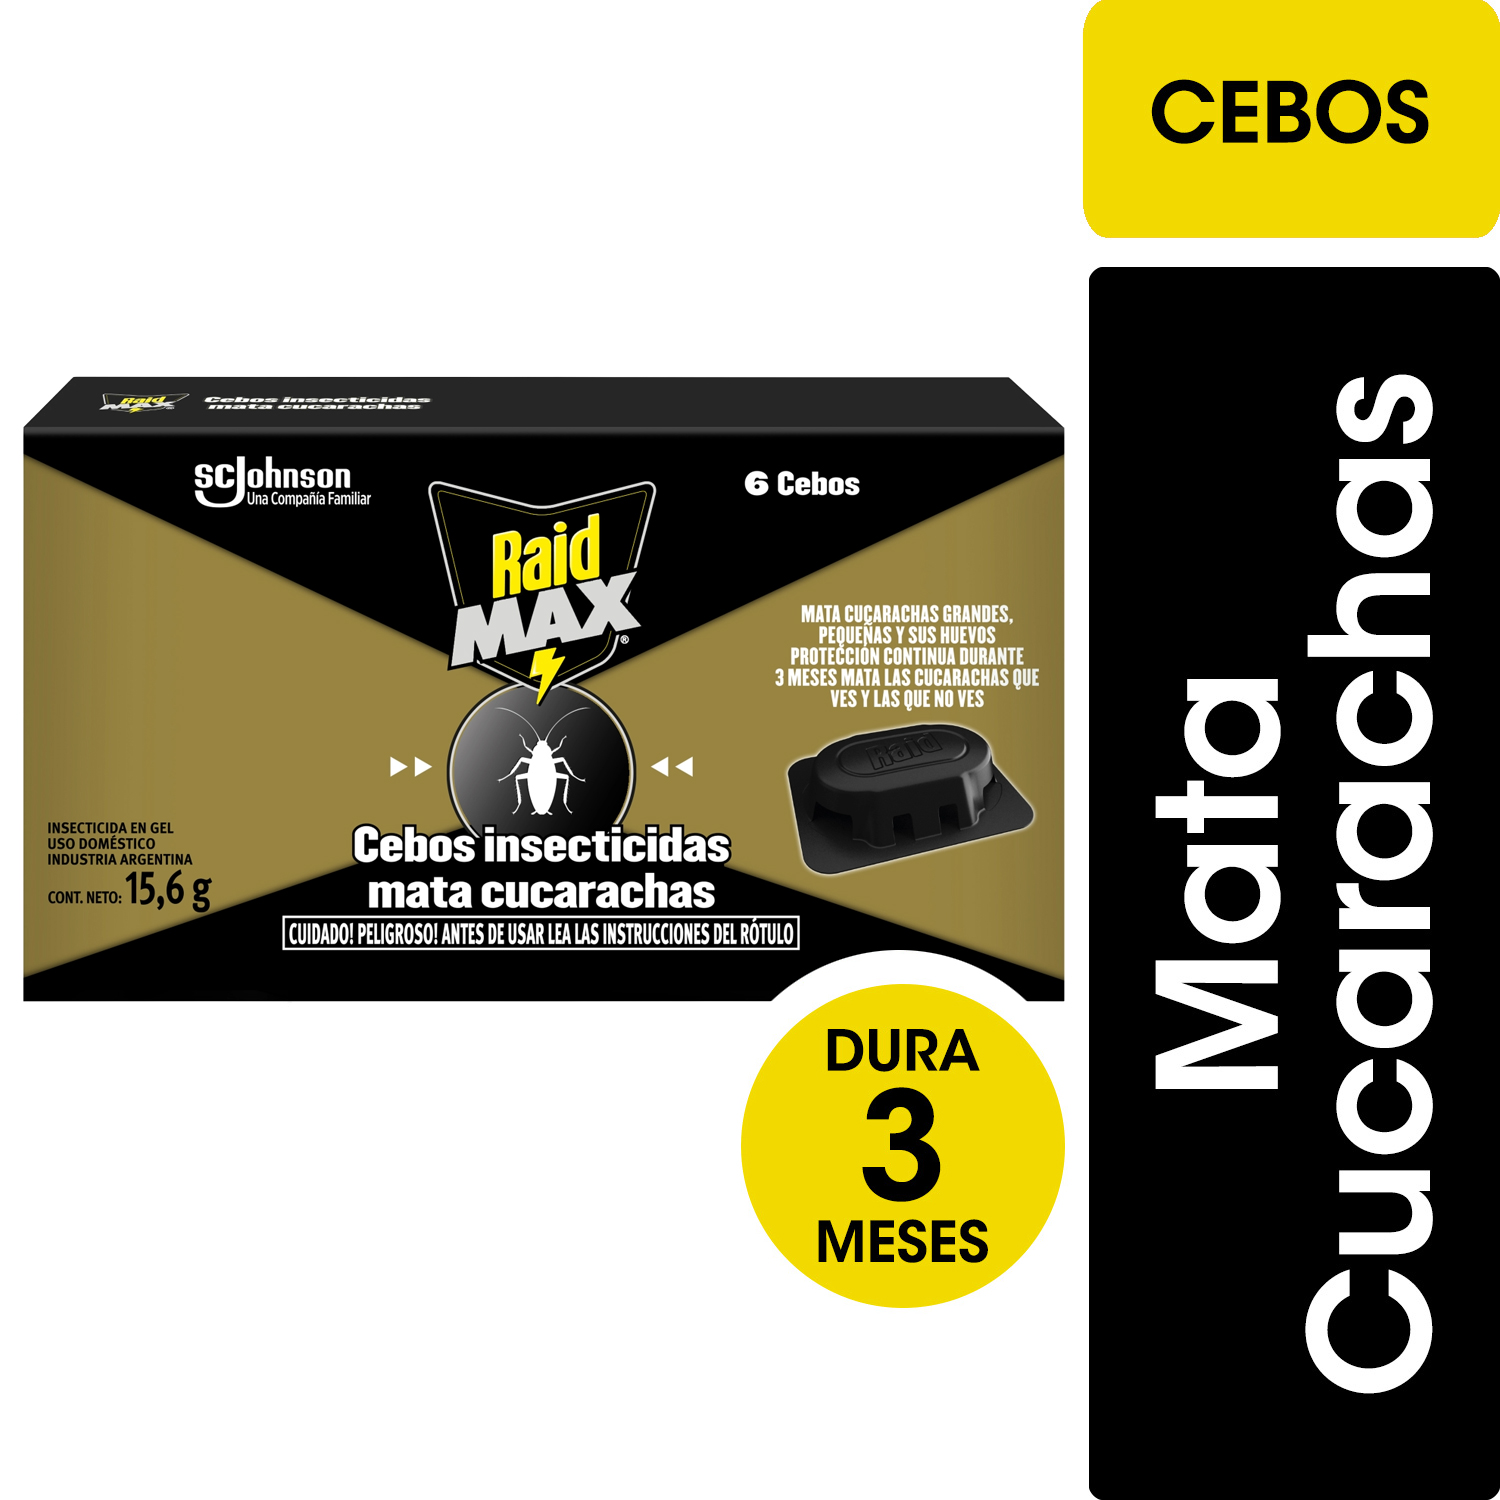 CEBOS
Mata
Cucarachas
Raid
MAX
Cebos insecticidas
mata cucarachas
SCJohnson
Una Compañía Familiar
6 Cebos
Raid
MAX®
MATA CUCARACHAS GRANDES,
PEQUEÑAS Y SUS HUEVOS
PROTECCIÓN CONTINUA DURANTE
3 MESES MATA LAS CUCARACHAS QUE
VES Y LAS QUE NO VES
Raid
INSECTICIDA EN GEL
USO DOMÉSTICO
INDUSTRIA ARGENTINA
CONT. NETO: 15,6 g
Cebos insecticidas
mata cucarachas
CUIDADO! PELIGROSO! ANTES DE USAR LEA LAS INSTRUCCIONES DEL RÓTULO
DURA
3
MESES